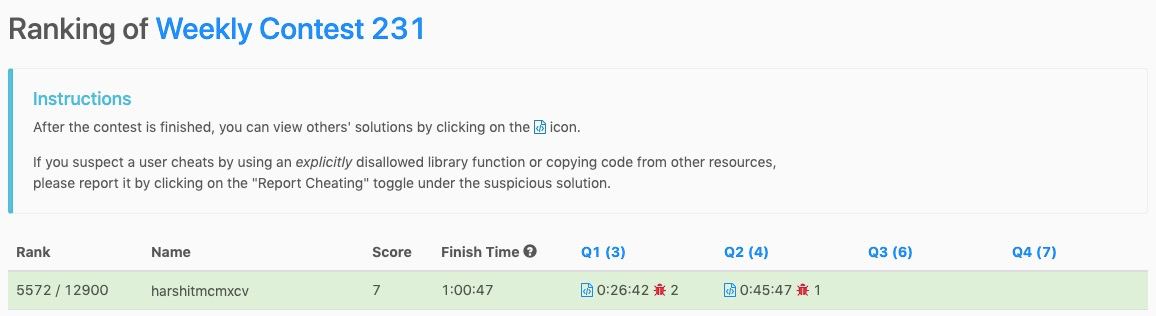 Ranking of Weekly Contest 231
Instructions
After the contest is finished, you can view others' solutions by clicking on the icon.
If you suspect a user cheats by using an explicitly disallowed library function or copying code from other resources,
please report it by clicking on the "Report Cheating" toggle under the suspicious solution.
Rank Name Score Finish Time Q1 (3) Q2 (4) Q3 (6) Q4 (7)
5572 / 12900 harshitmcmxcv 7 1:00:47 0:26:42 2 0:45:47 1